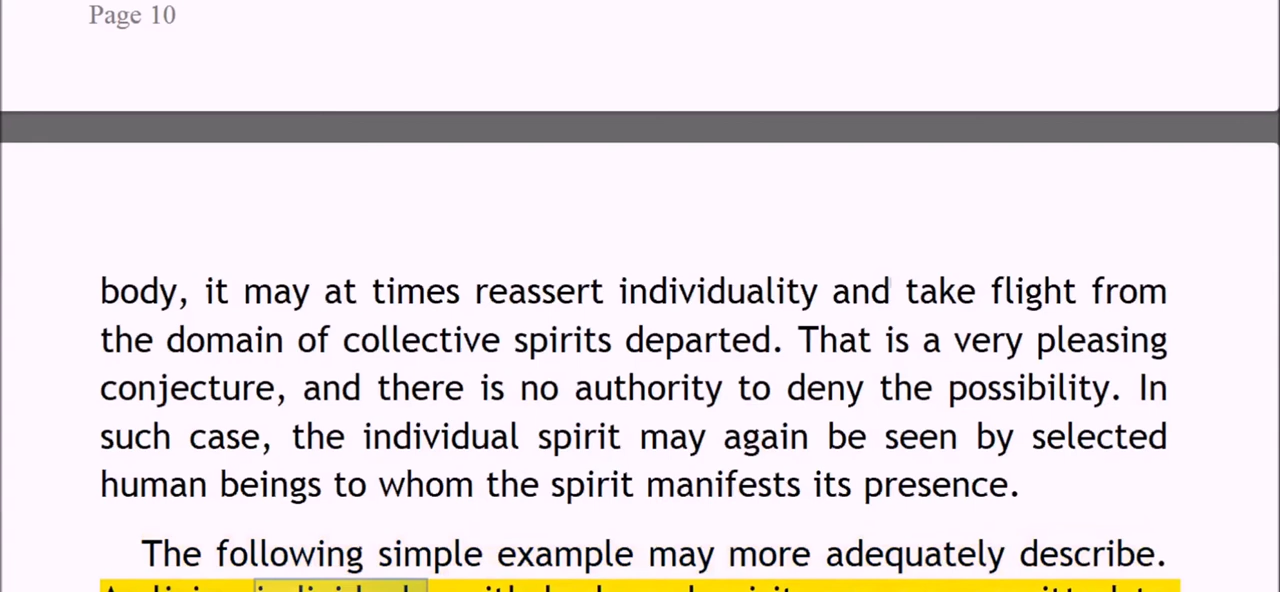 Page 10
body, it may at times reassert individuality and take flight from
the domain of collective spirits departed. That is a very pleasing
conjecture, and there is no authority to deny the possibility. In
such case, the individual spirit may again be seen by selected
human beings to whom the spirit manifests its presence.
The following simple example may more adequately describe.